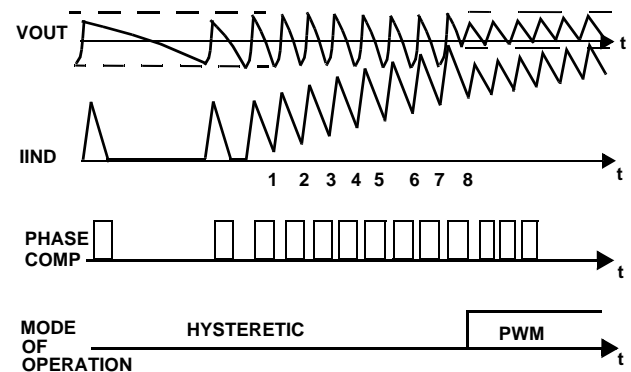 VOUT
t
IIND
t
1 2 3 4 5 6 7 8
PHASE
COMP
t
MODE
OF
OPERATION
HYSTERETIC
PWM
t